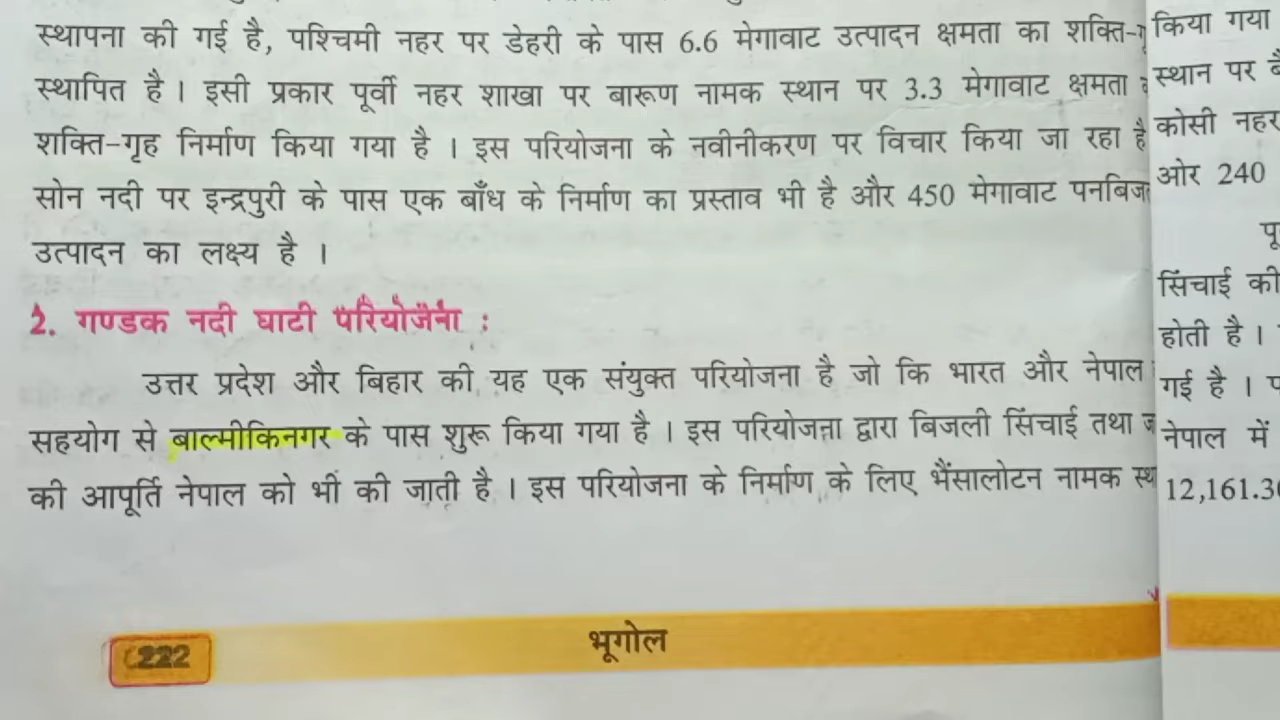 स्थापना की गई है, पश्चिमी नहर पर डेहरी के पास 6.6 मेगावाट उत्पादन क्षमता का शक्ति-
स्थापित है । इसी प्रकार पूर्वी नहर शाखा पर बारूण नामक स्थान पर 3.3 मेगावाट क्षमता
शक्ति-गृह निर्माण किया गया है । इस परियोजना के नवीनीकरण पर विचार किया जा रहा है
सोन नदी पर इन्द्रपुरी के पास एक बाँध के निर्माण का प्रस्ताव भी है और 450 मेगावाट
उत्पादन का लक्ष्य है ।
2. गण्डक नदी घाटी परियोजना :
उत्तर प्रदेश और बिहार की यह एक संयुक्त परियोजना है जो कि भारत और नेपाल
सहयोग से बाल्मीकिनगर के पास शुरू किया गया है । इस परियोजना द्वारा बिजली सिंचाई तथा
की आपूर्ति नेपाल को भी की जाती है । इस परियोजना के निर्माण के लिए भैंसालोटन नामक
222
भूगोल
किया गया
स्थान पर
कोसी नहर
ओर 240
सिंचाई की
होती है ।
गई है ।
नेपाल में
12,161.3